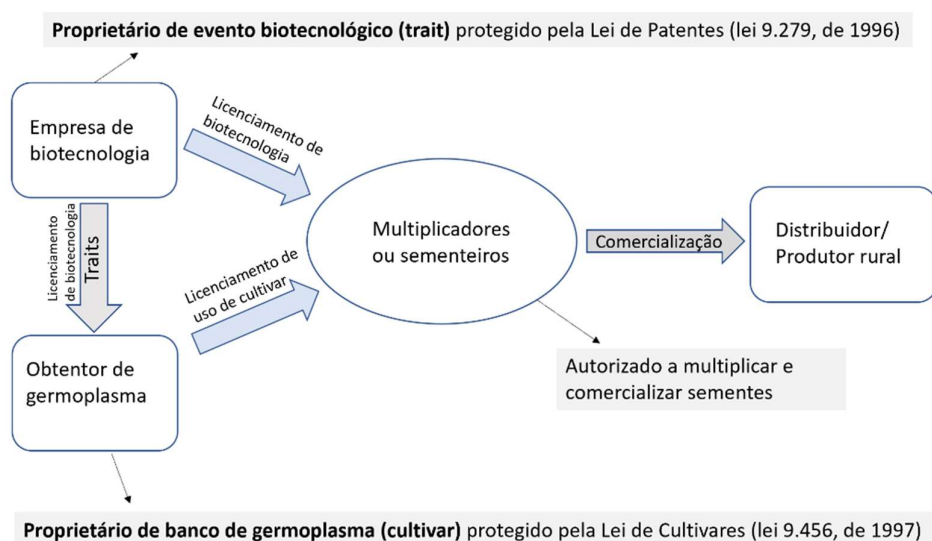 Proprietário de evento biotecnológico (trait) protegido pela Lei de Patentes (lei 9.279, de 1996)
Empresa de
biotecnologia
Licenciamento de
biotecnologia
Licenciamento
de biotecnologia
Traits
Multiplicadores
ou sementeiros
Comercialização
Distribuidor/
Produtor rural
Licenciamento de
uso de cultivar
Obtentor de
germoplasma
Autorizado a multiplicar e
comercializar sementes
Proprietário de banco de germoplasma (cultivar) protegido pela Lei de Cultivares (lei 9.456, de 1997)